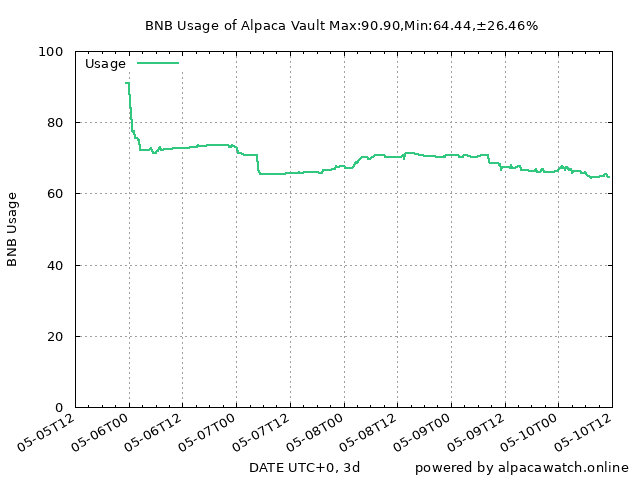 BNB Usage of Alpaca Vault Max:90.90,Min:64.44,±26.46%
Usage
100
80
60
40
20
0
BNB Usage
05-05T12
05-06T00
05-06T12
05-07T00
05-07T12
05-08T00
05-08T12
05-09T00
05-09T12
05-10T00
05-10T12
DATE UTC+0, 3d
powered by alpacawatch.online